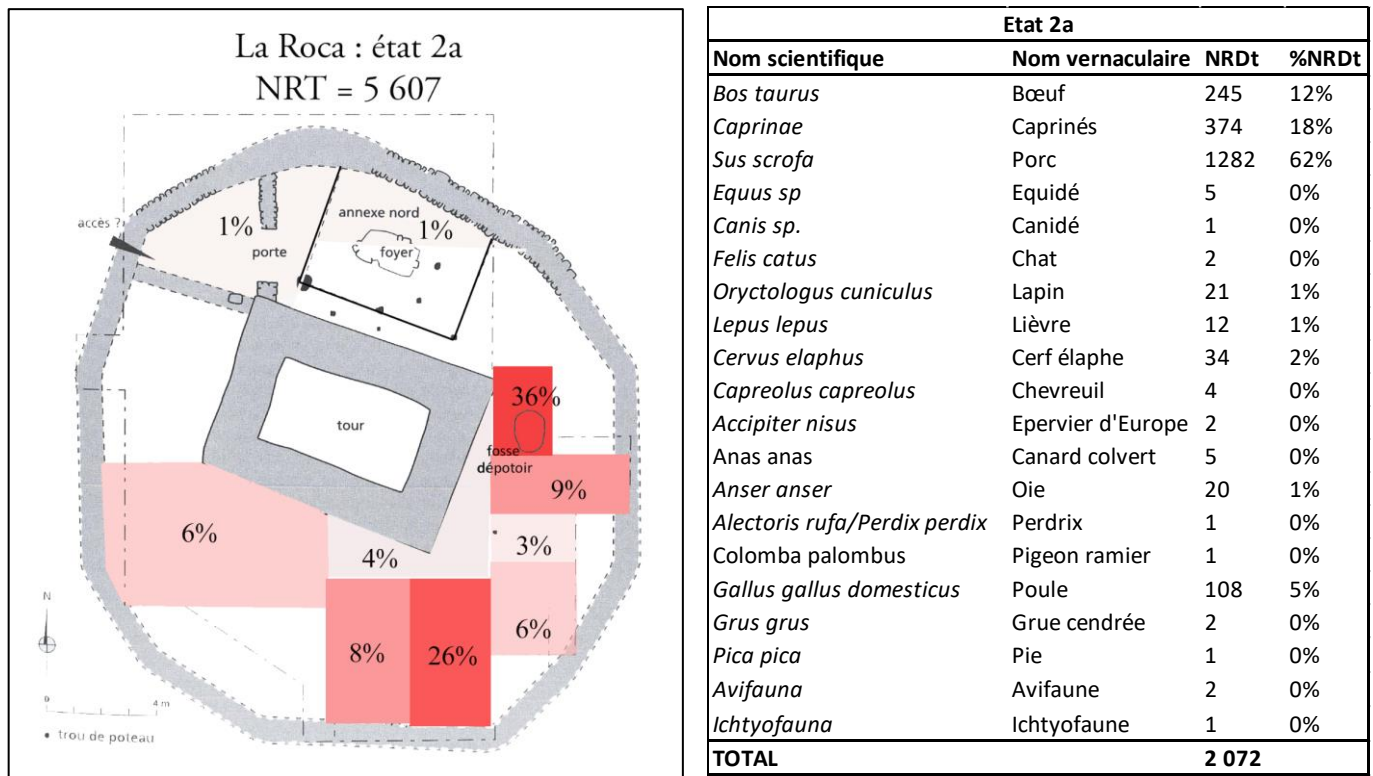 La Roca : état 2a
NRT = 5 607
accès ?
1%
porte
annexe nord
1%
foyer
tour
36%
fosse
dépotoir
9%
6%
4%
3%
6%
8%
26%
N
0
4 m
• trou de poteau
Etat 2a
Nom scientifique Nom vernaculaire NRDt %NRDt
Bos taurus Bœuf 245 12%
Caprinae Caprinés 374 18%
Sus scrofa Porc 1282 62%
Equus sp Equidé 5 0%
Canis sp. Canidé 1 0%
Felis catus Chat 2 0%
Oryctologus cuniculus Lapin 21 1%
Lepus lepus Lièvre 12 1%
Cervus elaphus Cerf élaphe 34 2%
Capreolus capreolus Chevreuil 4 0%
Accipiter nisus Epervier d'Europe 2 0%
Anas anas Canard colvert 5 0%
Anser anser Oie 20 1%
Alectoris rufa/Perdix perdix Perdrix 1 0%
Colomba palombus Pigeon ramier 1 0%
Gallus gallus domesticus Poule 108 5%
Grus grus Grue cendrée 2 0%
Pica pica Pie 1 0%
Avifauna Avifaune 2 0%
Ichtyofauna Ichtyofaune 1 0%
TOTAL 2 072